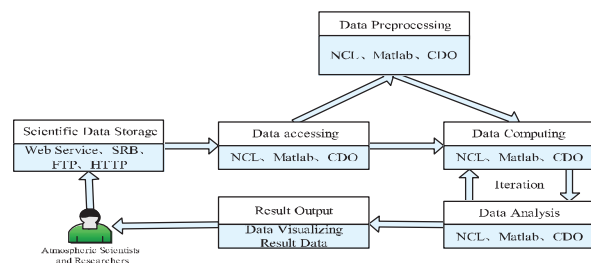 Data Preprocessing
NCL、Matlab、CDO
Scientific Data Storage
Web Service、SRB、
FTP、HTTP
Data accessing
NCL、Matlab、CDO
Data Computing
NCL、Matlab、CDO
Iteration
Result Output
Data Visualizing
Result Data
Data Analysis
NCL、Matlab、CDO
Atmospheric Scientists
and Researchers